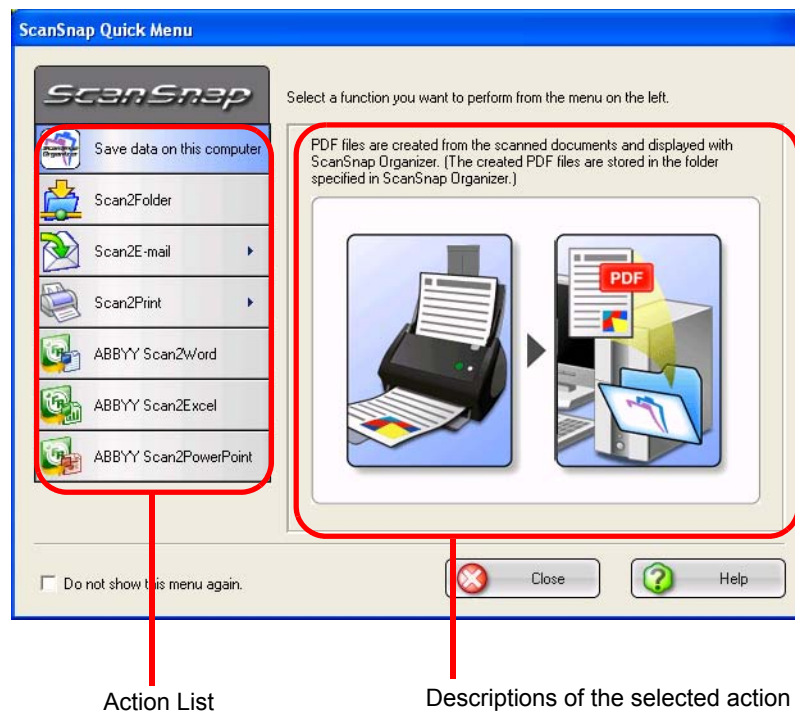 ScanSnap Quick Menu
ScanSnap
Select a function you want to perform from the menu on the left.
Save data on this computer
Scan2Folder
Scan2E-mail
Scan2Print
ABBYY Scan2Word
ABBYY Scan2Excel
ABBYY Scan2PowerPoint
PDF files are created from the scanned documents and displayed with
ScanSnap Organizer. (The created PDF files are stored in the folder
specified in ScanSnap Organizer.)
PDF
Do not show this menu again.
Close
Help
Action List
Descriptions of the selected action